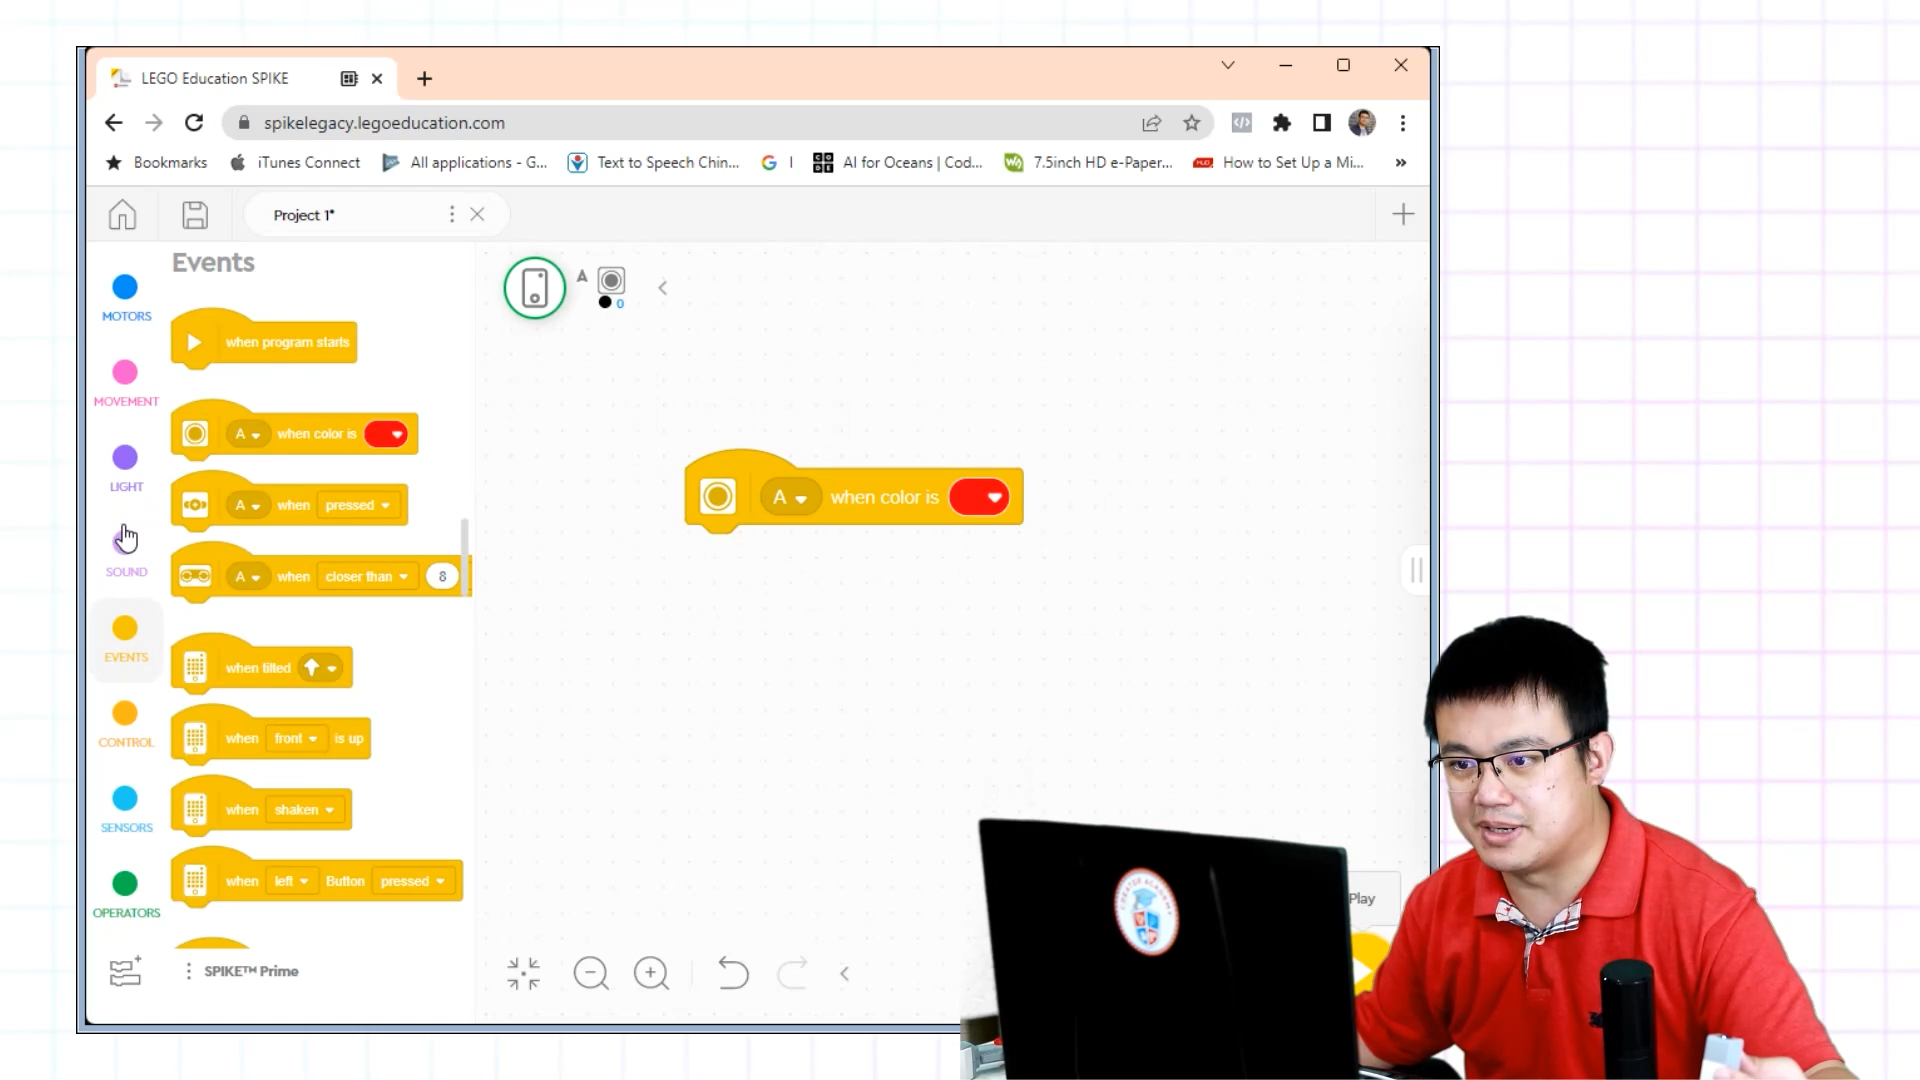 LEGO Education SPIKE
spikelegacy.legoeducation.com
Bookmarks iTunes Connect All applications - G... Text to Speech Chin... I AI for Oceans | Cod... 7.5inch HD e-Paper... How to Set Up a Mi... »
Project 1*
Events
MOTORS
MOVEMENT
LIGHT
SOUND
EVENTS
CONTROL
SENSORS
OPERATORS
when program starts
A when color is
A when pressed
A when closer than 8
when tilted
when front is up
when shaken
when left Button pressed
SPIKE™ Prime
A
0
A when color is
Play